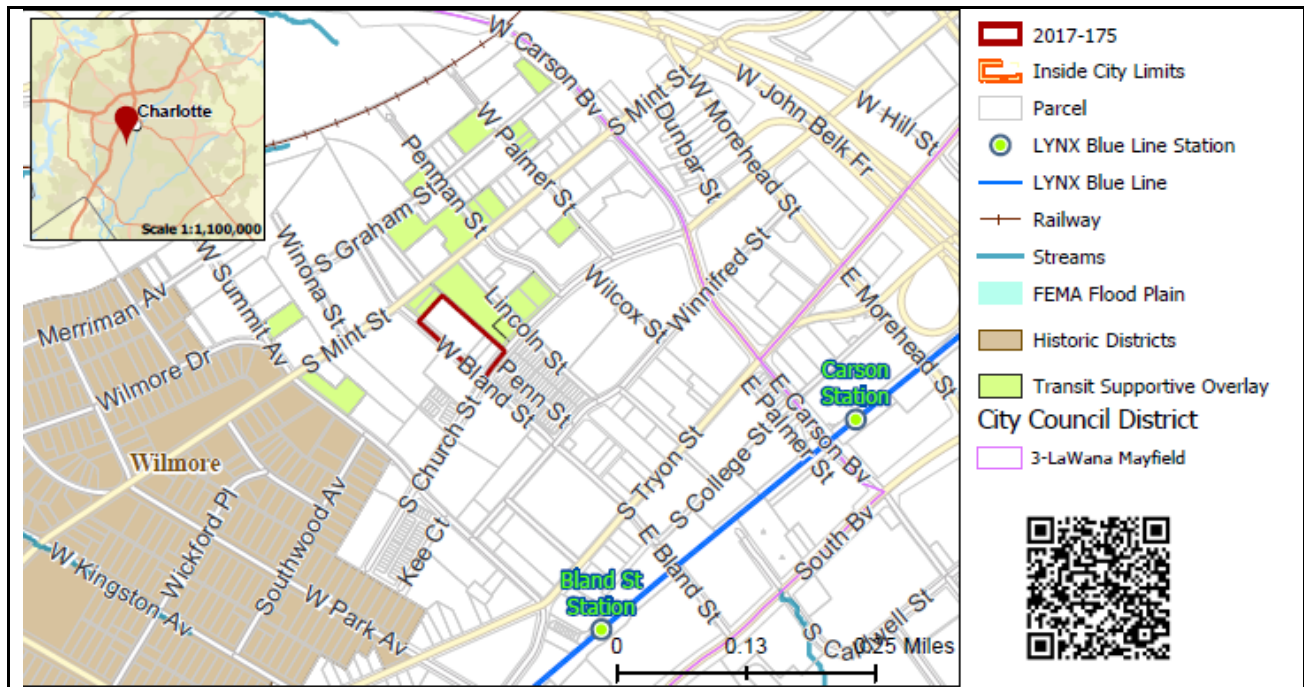 Charlotte
Scale 1:1,100,000
W Carson Bv
S Mint St
W Morehead St
W John Belk Fr
W Hill St
Dunbar St
W Palmer St
Penman St
S Graham St
Winona St
W Summit Av
Merriman Av
Wilmore Dr
S Mint St
Lincoln St
Wilcox St
Winnifred St
E Morehead St
W Bland St
Penn St
Carson
Station
E Carson Bv
E Palmer St
S Church St
S Tryon St
S College St
Wilmore
Wickford Pl
Southwood Av
Kee Ct
E Bland St
South Bv
W Kingston Av
W Park Av
Bland St
Station
S Caldwell St
0 0.13 0.25 Miles
2017-175
Inside City Limits
Parcel
LYNX Blue Line Station
LYNX Blue Line
Railway
Streams
FEMA Flood Plain
Historic Districts
Transit Supportive Overlay
City Council District
3-LaWana Mayfield